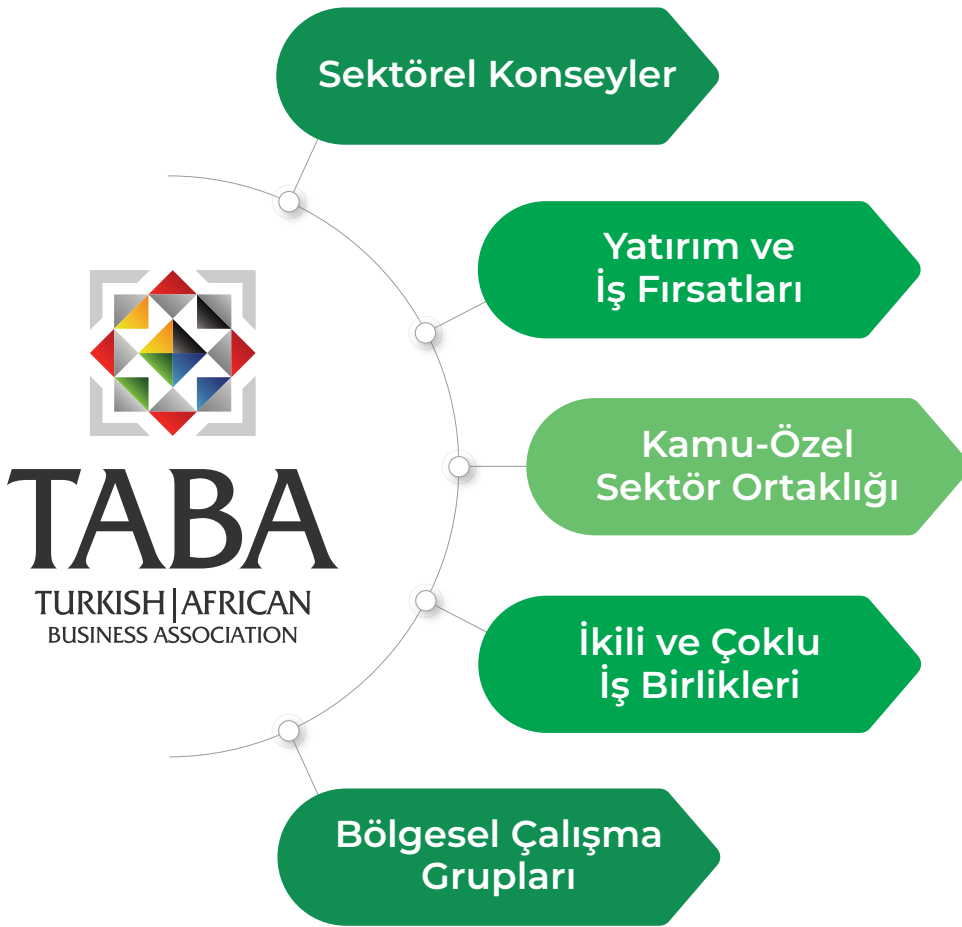 Sektörel Konseyler
Yatırım ve
İş Fırsatları
Kamu-Özel
Sektör Ortaklığı
İkili ve Çoklu
İş Birlikleri
Bölgesel Çalışma
Grupları
TABA
TURKISH|AFRICAN
BUSINESS ASSOCIATION